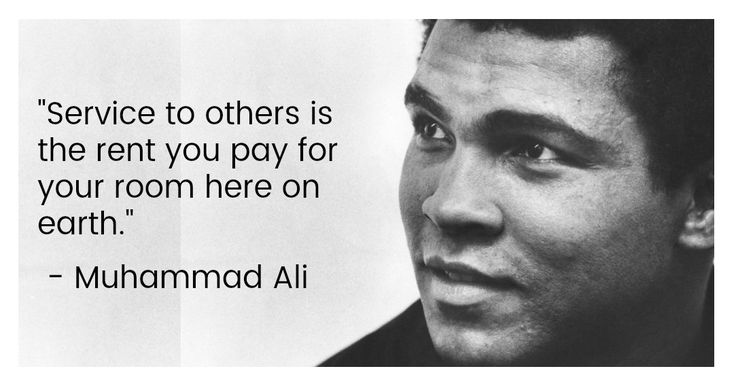 "Service to others is
the rent you pay for
your room here on
earth."
- Muhammad Ali